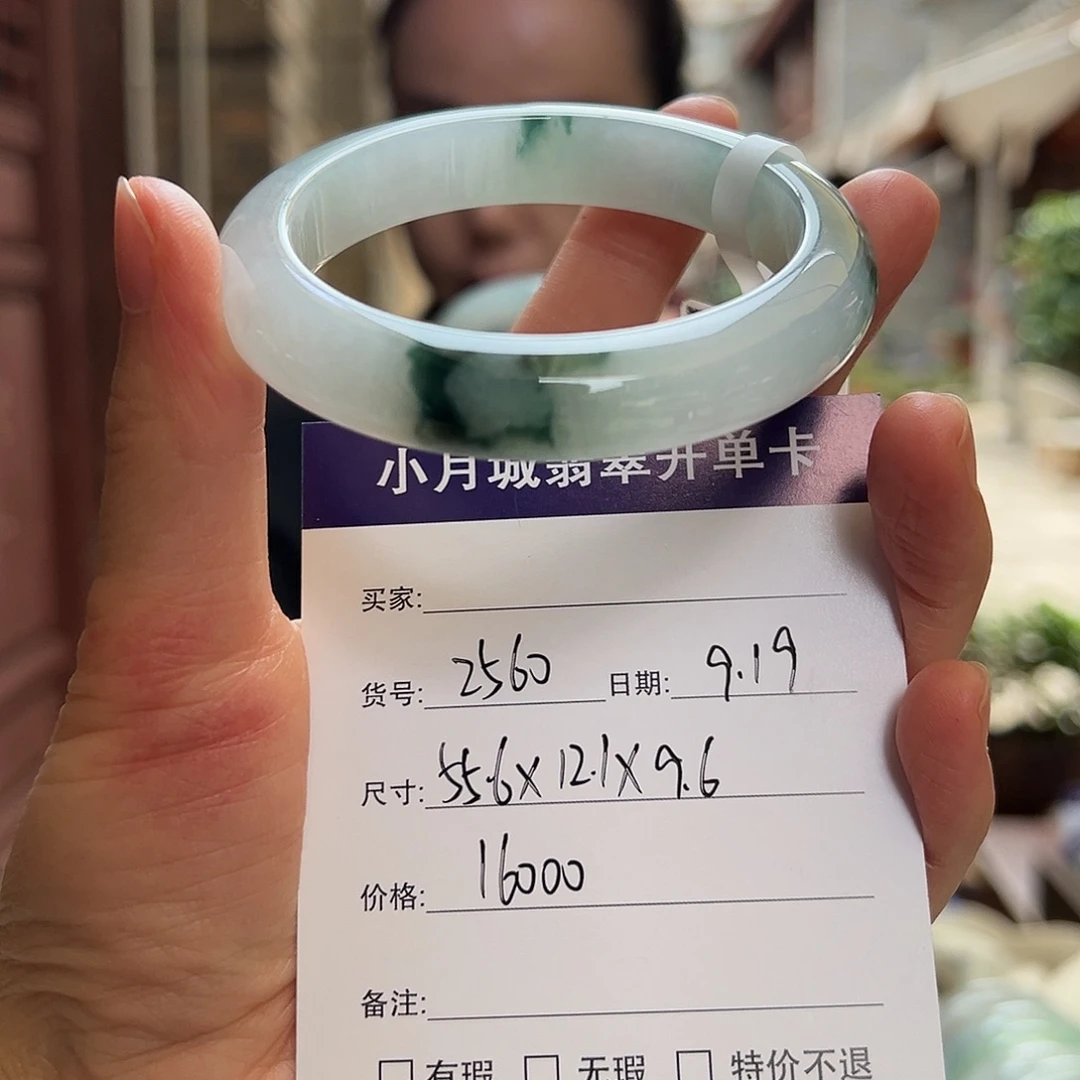 小月城翡翠开单卡
买家:
货号: 2560 日期: 9.19
尺寸: 55.6X12.1X9.6
价格: 16000
备注:
有瑕 无瑕 特价不退